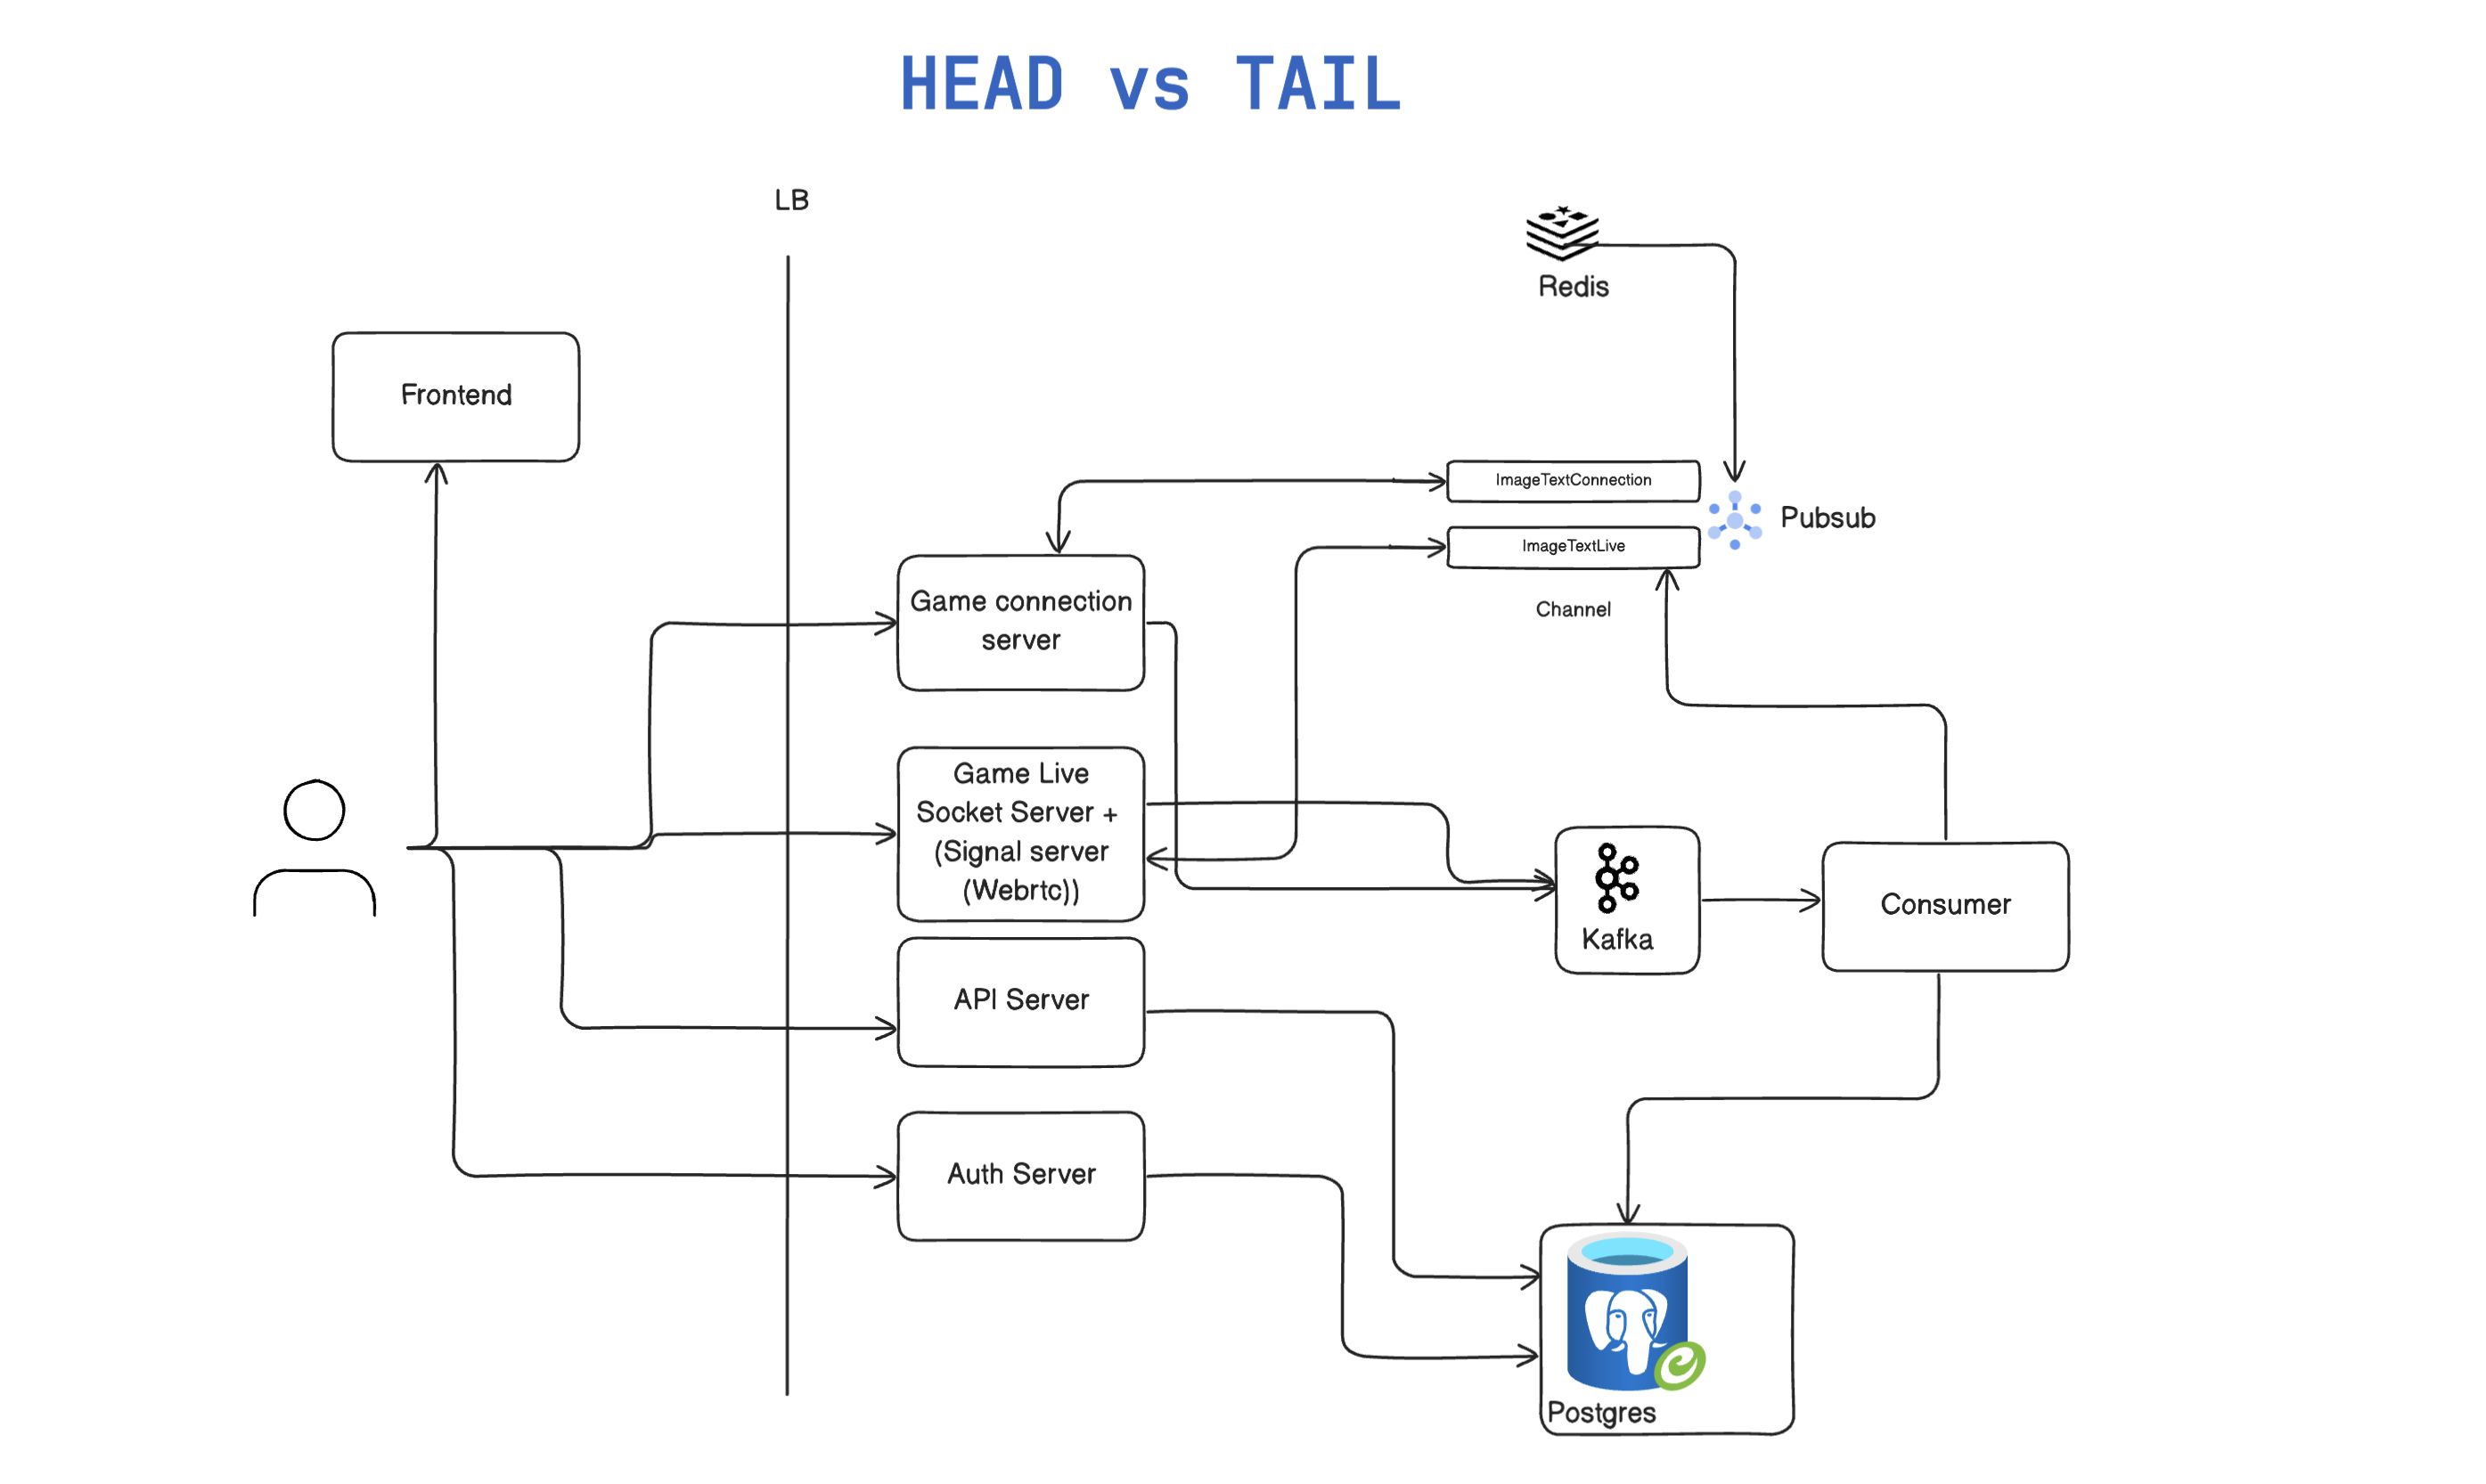 HEAD vs TAIL
LB
Redis
Frontend
ImageTextConnection
Pubsub
ImageTextLive
Channel
Game connection
server
Game Live
Socket Server +
(Signal server
(Webrtc))
Kafka
Consumer
API Server
Auth Server
Postgres